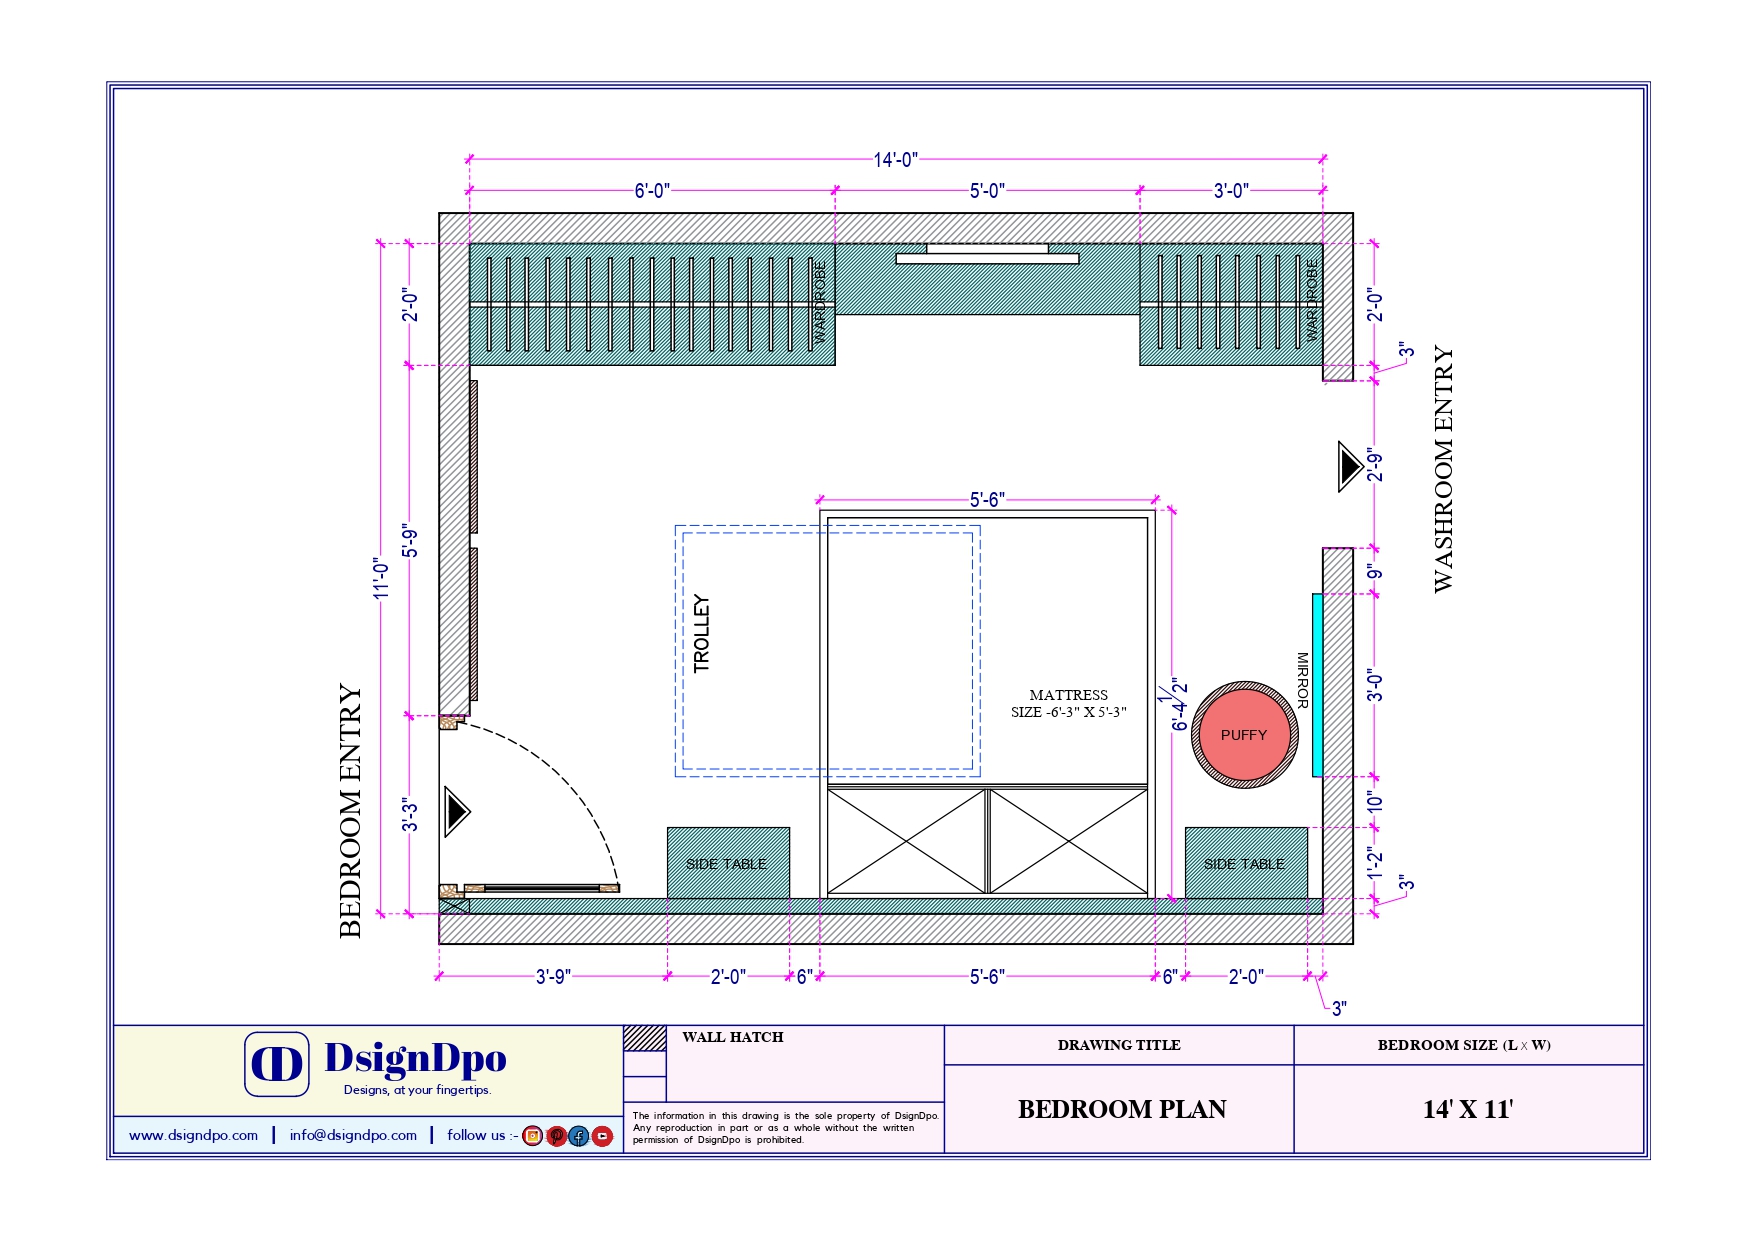 14'-0"
6'-0"
5'-0"
3'-0"
WARDROBE
WARDROBE
2'-0"
2'-0"
3"
WASHROOM ENTRY
2'-9"
5'-6"
5'-9"
11'-0"
9"
TROLLEY
MATTRESS
SIZE -6'-3" X 5'-3"
6'-4 1/2"
MIRROR
3'-0"
PUFFY
BEDROOM ENTRY
3'-3"
10"
SIDE TABLE
SIDE TABLE
1'-2"
3"
3'-9"
2'-0"
6"
5'-6"
6"
2'-0"
3"
DsignDpo
Designs, at your fingertips.
www.dsigndpo.com | info@dsigndpo.com | follow us :-
WALL HATCH
The information in this drawing is the sole property of DsignDpo.
Any reproduction in part or as a whole without the written
permission of DsignDpo is prohibited.
DRAWING TITLE
BEDROOM PLAN
BEDROOM SIZE (L X W)
14' X 11'